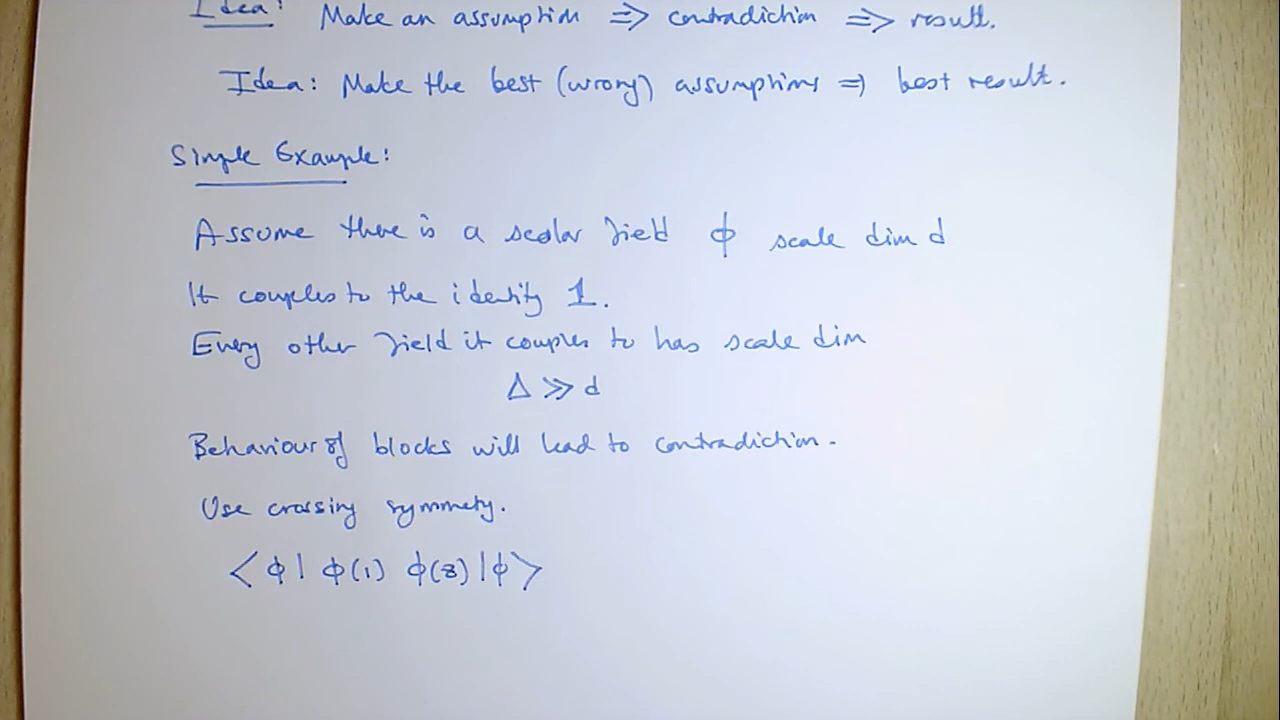 Idea: Make an assumption => contradiction => result.
Idea: Make the best (wrong) assumptions => best result.
Simple Example:
Assume there is a scalar field ϕ scale dim d
It couples to the identity 1.
Every other field it couples to has scale dim
Δ >> d
Behaviour of blocks will lead to contradiction.
Use crossing symmetry.
<ϕ| ϕ(1) ϕ(z) |ϕ>